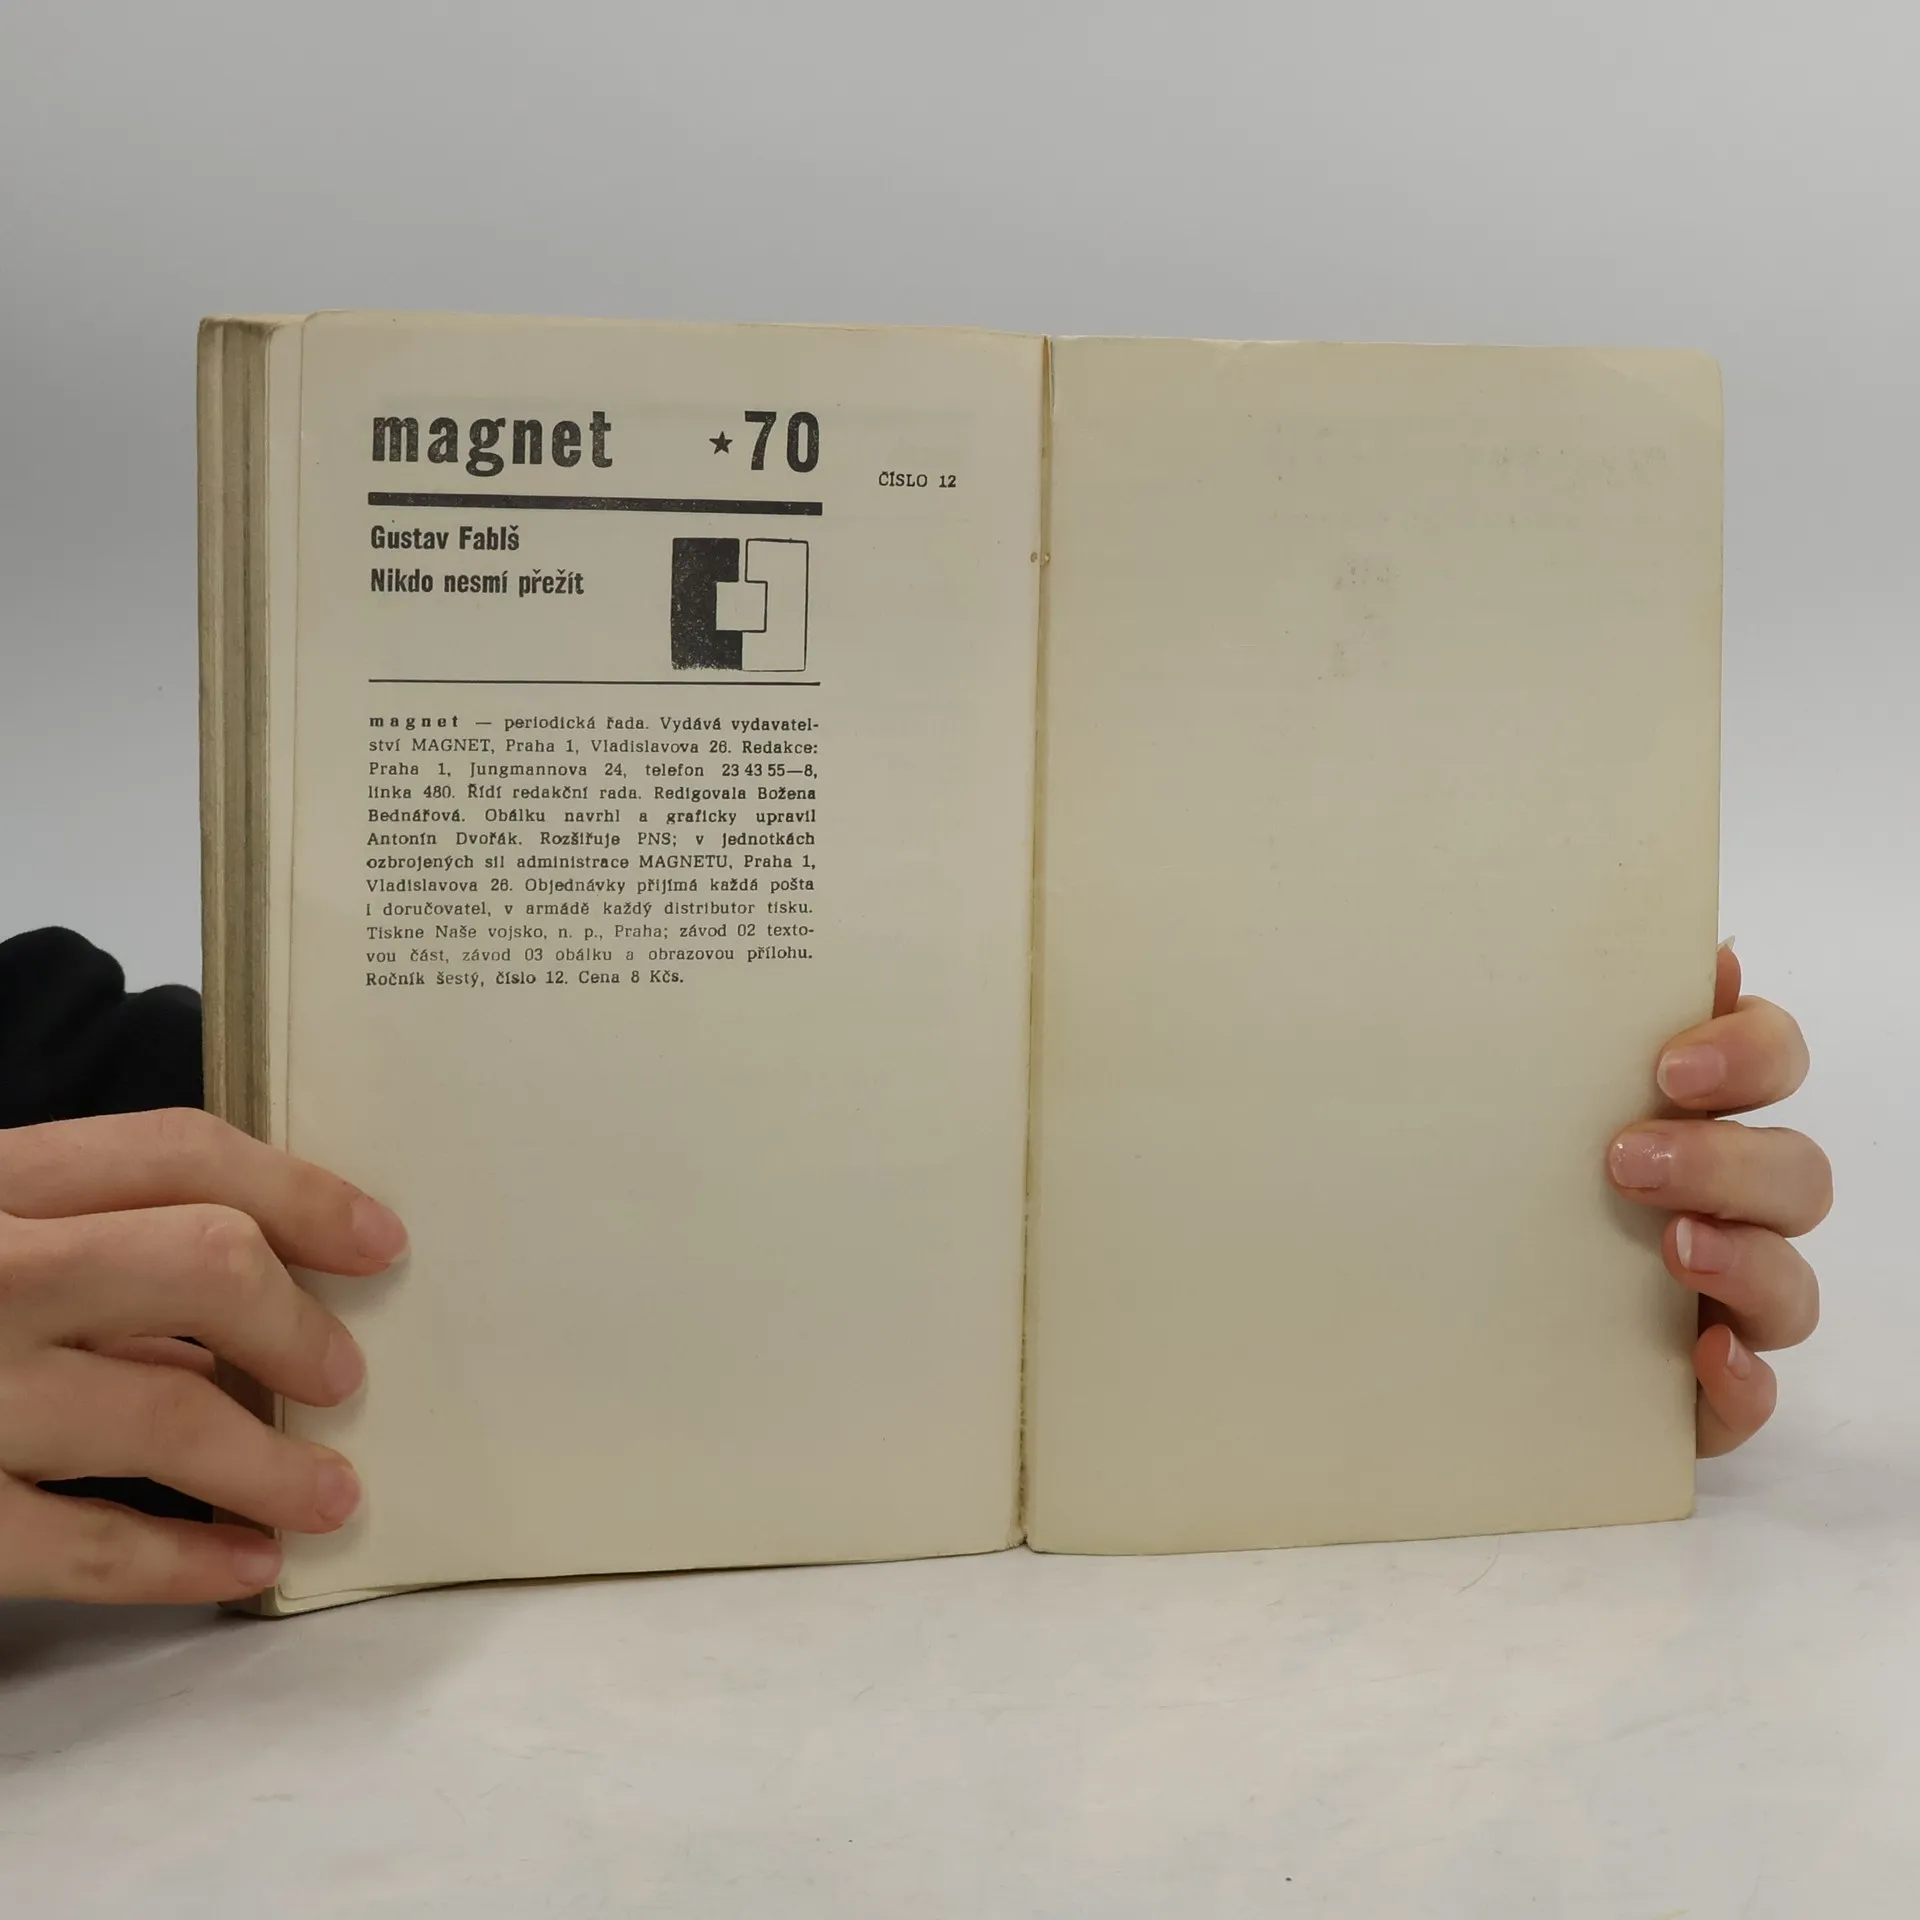 magnet ★70
ČÍSLO 12
Gustav Fablš
Nikdo nesmí přežít
magnet — periodická řada. Vydává vydavatel-
ství MAGNET, Praha 1, Vladislavova 26. Redakce:
Praha 1, Jungmannova 24, telefon 23 43 55—8,
linka 480. Řídí redakční rada. Redigovala Božena
Bednářová. Obálku navrhl a graficky upravil
Antonín Dvořák. Rozšiřuje PNS; v jednotkách
ozbrojených sil administrace MAGNETU, Praha 1,
Vladislavova 26. Objednávky přijímá každá pošta
i doručovatel, v armádě každý distributor tisku.
Tiskne Naše vojsko, n. p., Praha; závod 02 texto-
vou část, závod 03 obálku a obrazovou přílohu.
Ročník šestý, číslo 12. Cena 8 Kčs.